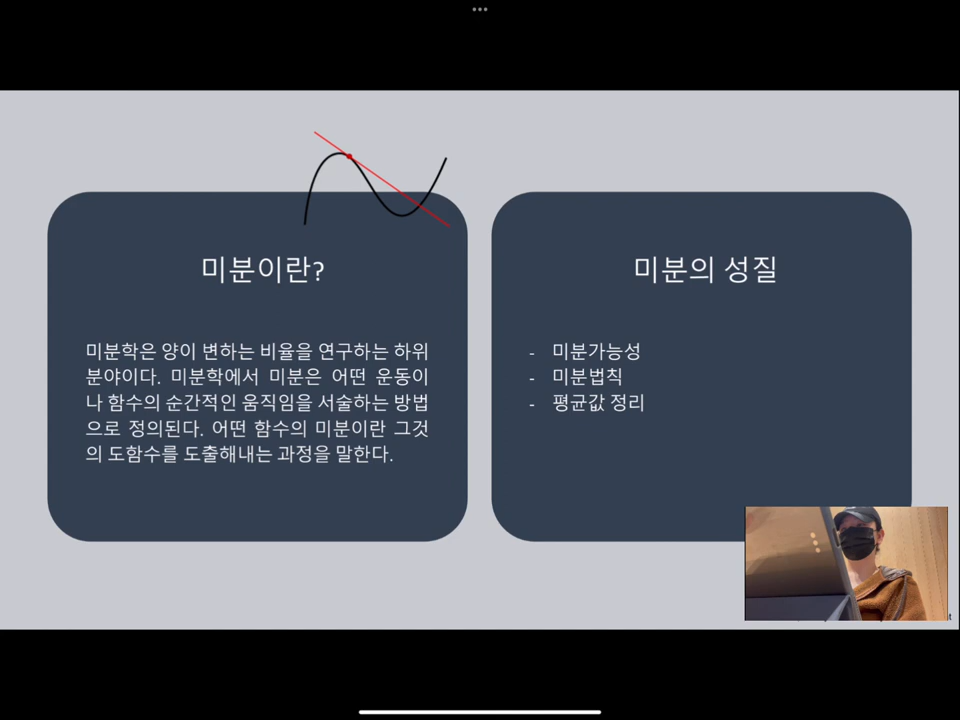 미분이란?
미분학은 양이 변하는 비율을 연구하는 하위
분야이다. 미분학에서 미분은 어떤 운동이
나 함수의 순간적인 움직임을 서술하는 방법
으로 정의된다. 어떤 함수의 미분이란 그것
의 도함수를 도출해내는 과정을 말한다.
미분의 성질
- 미분가능성
- 미분법칙
- 평균값 정리